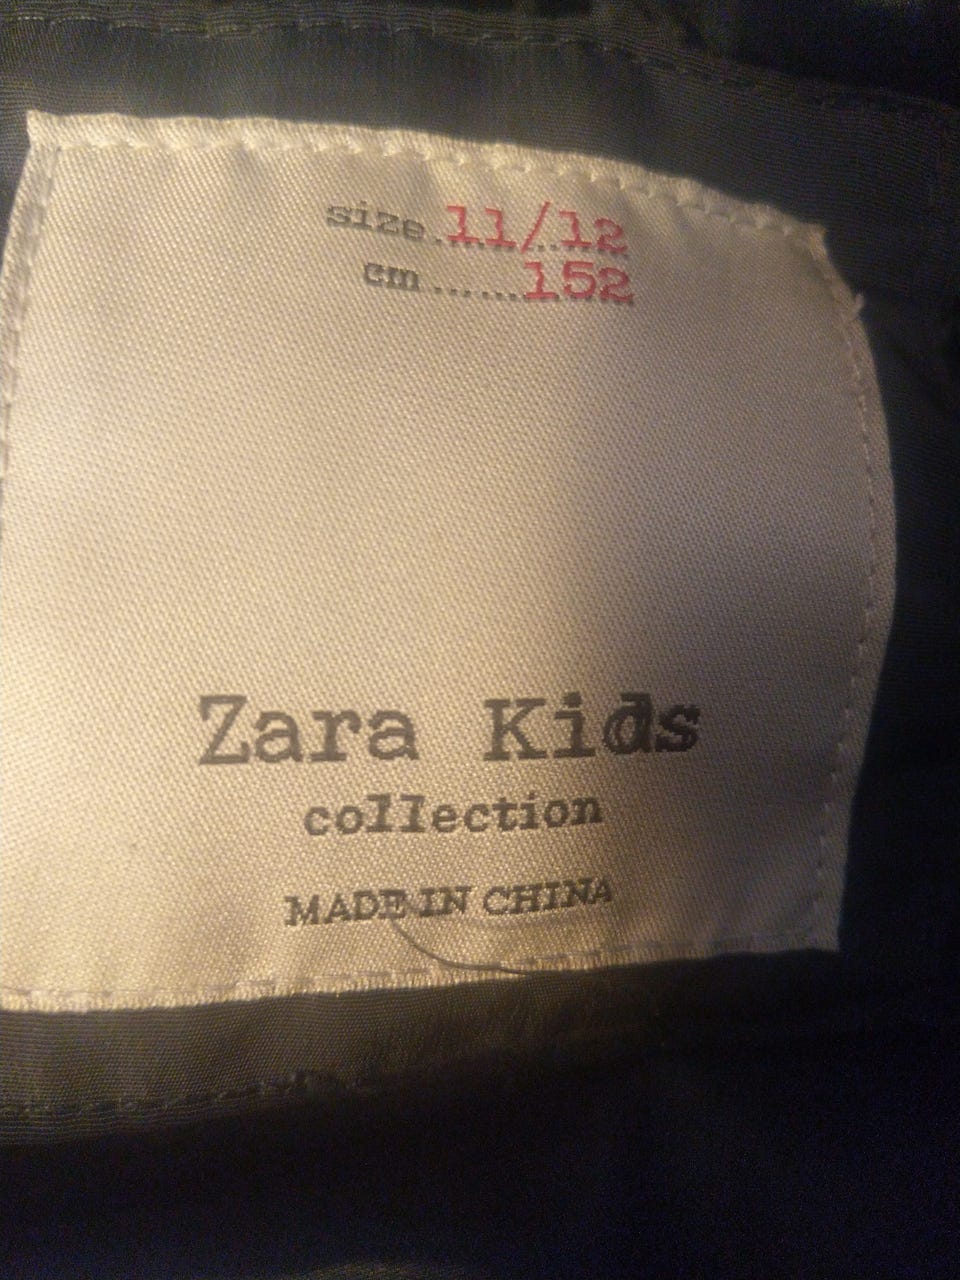 size..11/12..
cm......152
Zara Kids
collection
MADE IN CHINA